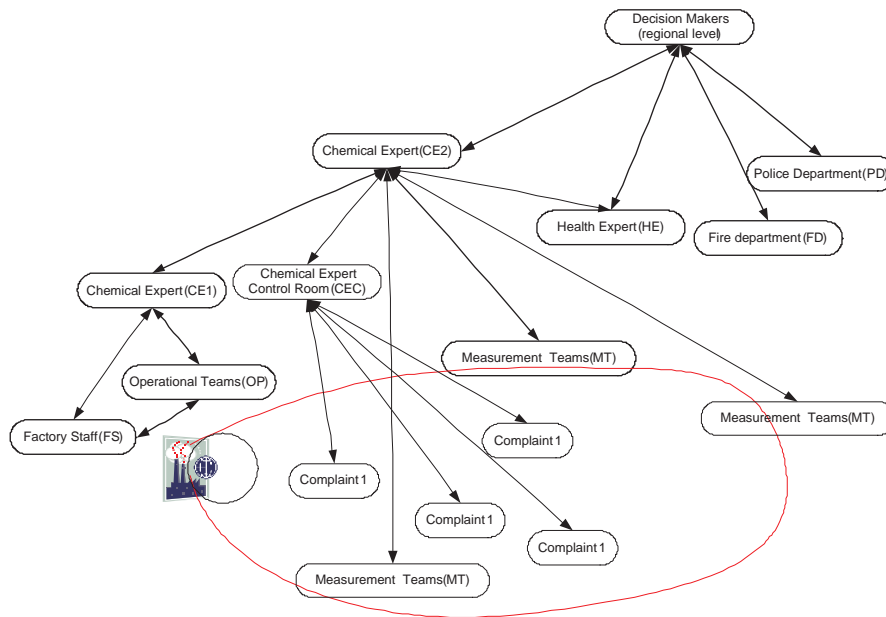 Decision Makers
(regional level)
Chemical Expert(CE2)
Police Department(PD)
Health Expert(HE)
Fire department(FD)
Chemical Expert(CE1)
Chemical Expert
Control Room(CEC)
Measurement Teams(MT)
Operational Teams(OP)
Measurement Teams(MT)
Factory Staff(FS)
Complaint 1
Complaint 1
Complaint 1
Complaint 1
Measurement Teams(MT)